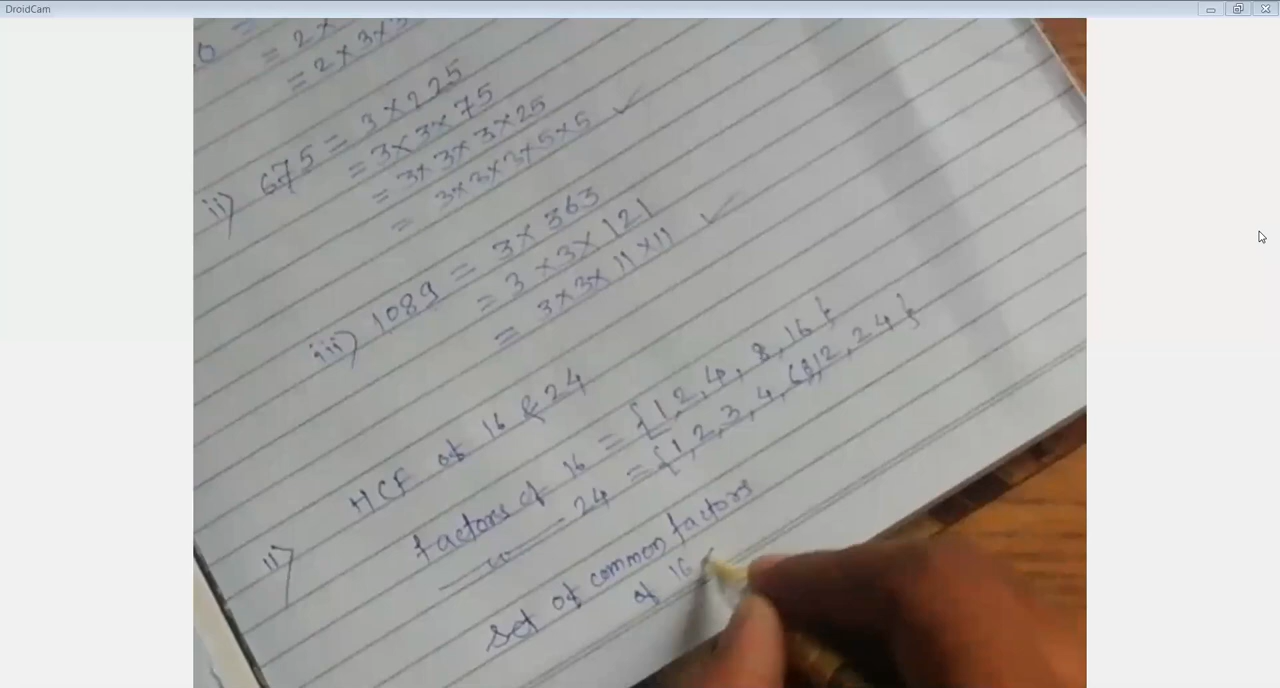 DroidCam
= 2 ×
= 2 × 3 × 3
ii) 675 = 3 × 225
= 3 × 3 × 75
= 3 × 3 × 3 × 25
= 3 × 3 × 3 × 5 × 5 ✓
iii) 1089 = 3 × 363
= 3 × 3 × 121
= 3 × 3 × 11 × 11 ✓
ii) HCF of 16 & 24
factors of 16 = {1, 2, 4, 8, 16}
—〃— 24 = {1, 2, 3, 4, 6, 8, 12, 24}
set of common factors
of 16